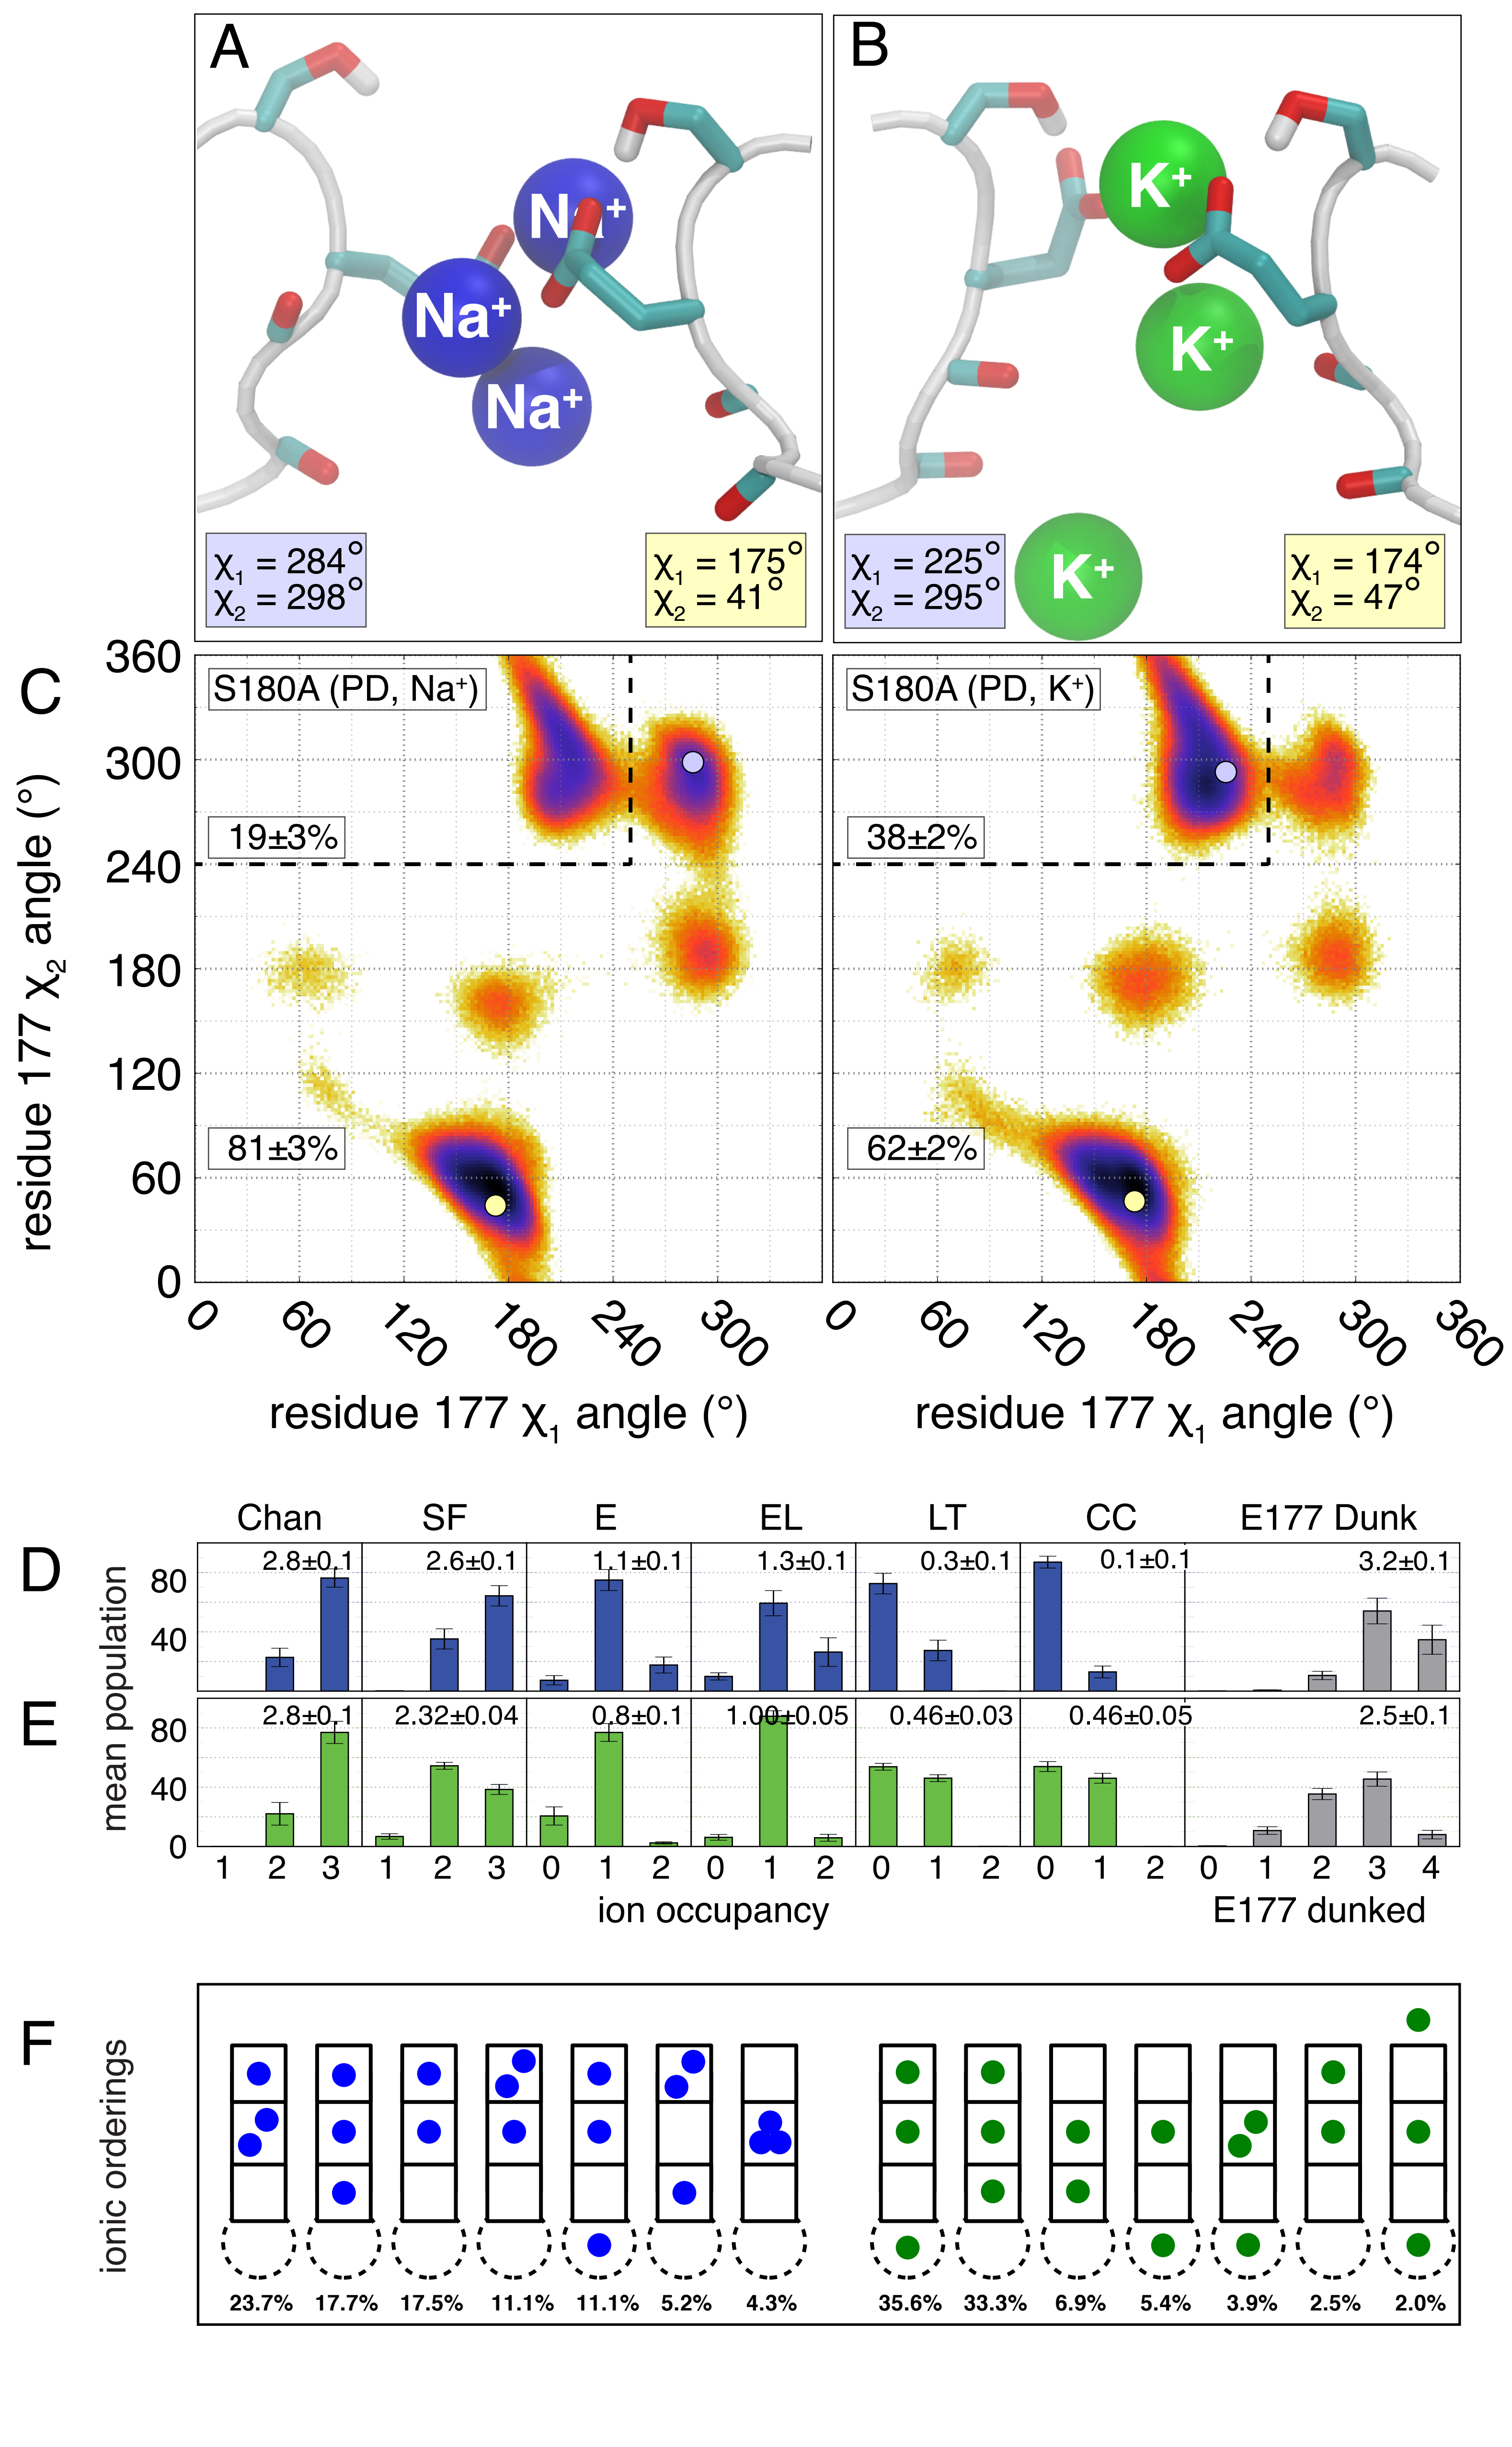 A
B
Na⁺
Na⁺
Na⁺
K⁺
K⁺
K⁺
χ₁ = 284°
χ₂ = 298°
χ₁ = 175°
χ₂ = 41°
χ₁ = 225°
χ₂ = 295°
χ₁ = 174°
χ₂ = 47°
C
residue 177 χ₂ angle (°)
360
300
240
180
120
60
0
S180A (PD, Na⁺)
19±3%
81±3%
S180A (PD, K⁺)
38±2%
62±2%
0 60 120 180 240 300
0 60 120 180 240 300 360
residue 177 χ₁ angle (°)
residue 177 χ₁ angle (°)
Chan SF E EL LT CC E177 Dunk
D
mean population
80
40
2.8±0.1 2.6±0.1 1.1±0.1 1.3±0.1 0.3±0.1 0.1±0.1 3.2±0.1
E
80
40
0
2.8±0.1 2.32±0.04 0.8±0.1 1.00±0.05 0.46±0.03 0.46±0.05 2.5±0.1
1 2 3 1 2 3 0 1 2 0 1 2 0 1 2 0 1 2 0 1 2 3 4
ion occupancy
E177 dunked
F
ionic orderings
23.7% 17.7% 17.5% 11.1% 11.1% 5.2% 4.3% 35.6% 33.3% 6.9% 5.4% 3.9% 2.5% 2.0%